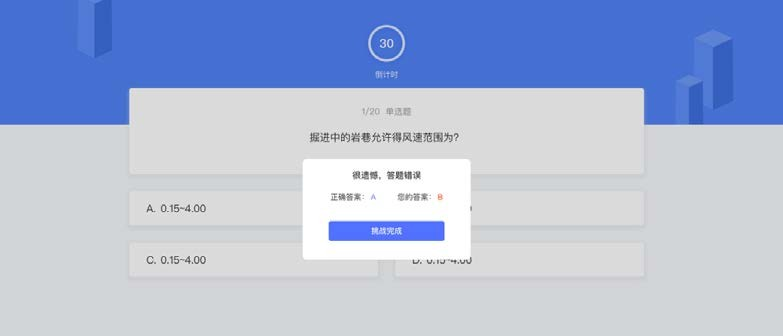 30
倒计时
1/20 单选题
掘进中的岩巷允许得风速范围为?
很遗憾，答题错误
正确答案： A 您的答案： B
挑战完成
A. 0.15~4.00
C. 0.15~4.00
D. 0.15~4.00